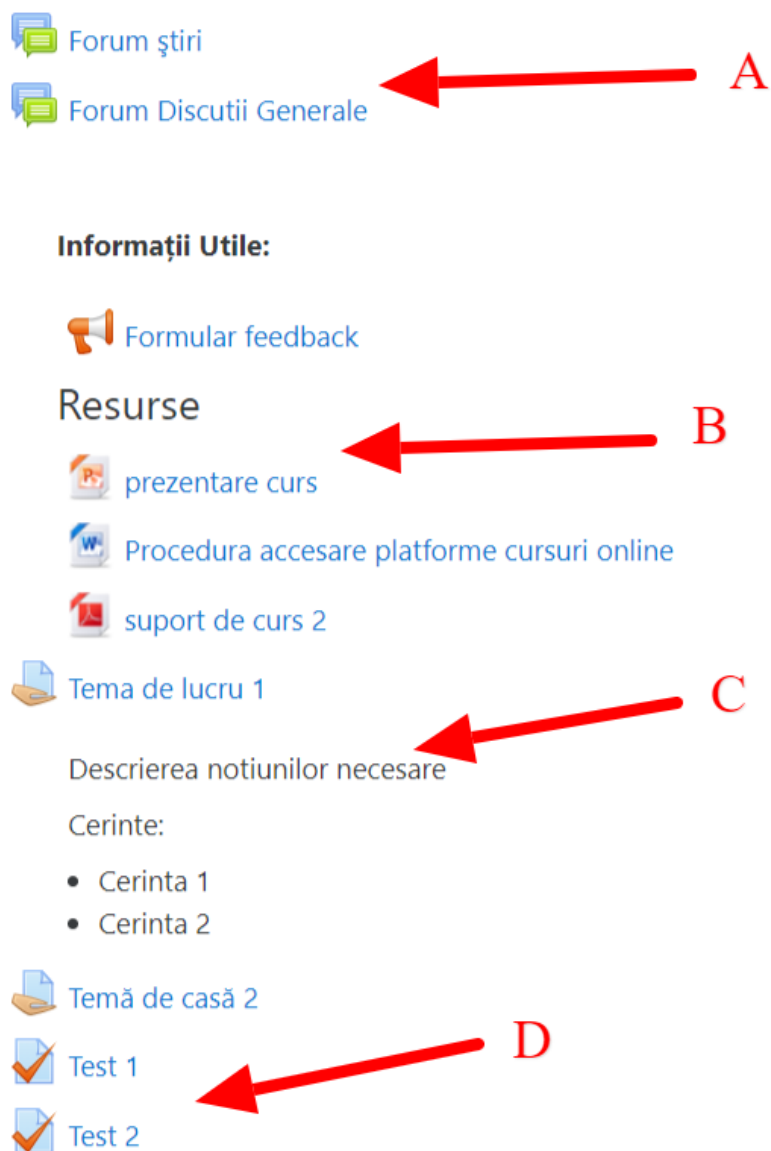 Forum știri
A
Forum Discutii Generale
Informații Utile:
Formular feedback
Resurse
B
prezentare curs
Procedura accesare platforme cursuri online
suport de curs 2
Tema de lucru 1
C
Descrierea notiunilor necesare
Cerinte:
• Cerinta 1
• Cerinta 2
Temă de casă 2
D
Test 1
Test 2